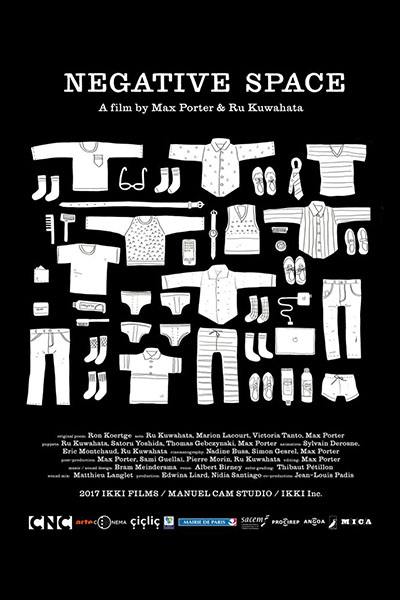 NEGATIVE SPACE
A film by Max Porter & Ru Kuwahata
original poem: Ron Koertge sets: Ru Kuwahata, Marion Lacourt, Victoria Tanto, Max Porter
puppets: Ru Kuwahata, Satoru Yoshida, Thomas Gebczynski, Max Porter animation: Sylvain Derosne,
Eric Montchaud, Ru Kuwahata cinematography: Nadine Buss, Simon Gesrel, Max Porter
post-production: Max Porter, Sami Guellaï, Pierre Morin, Ru Kuwahata editing: Max Porter
music / sound design: Bram Meindersma voice: Albert Birney color grading: Thibaut Petillon
sound mix: Matthieu Langlet production: Edwina Liard, Nidia Santiago co-production: Jean-Louis Padis
2017 IKKI FILMS / MANUEL CAM STUDIO / IKKI Inc.
CNC arte CINEMA çiçliç MAIRIE DE PARIS sacem PROCIREP ANGOA MICA